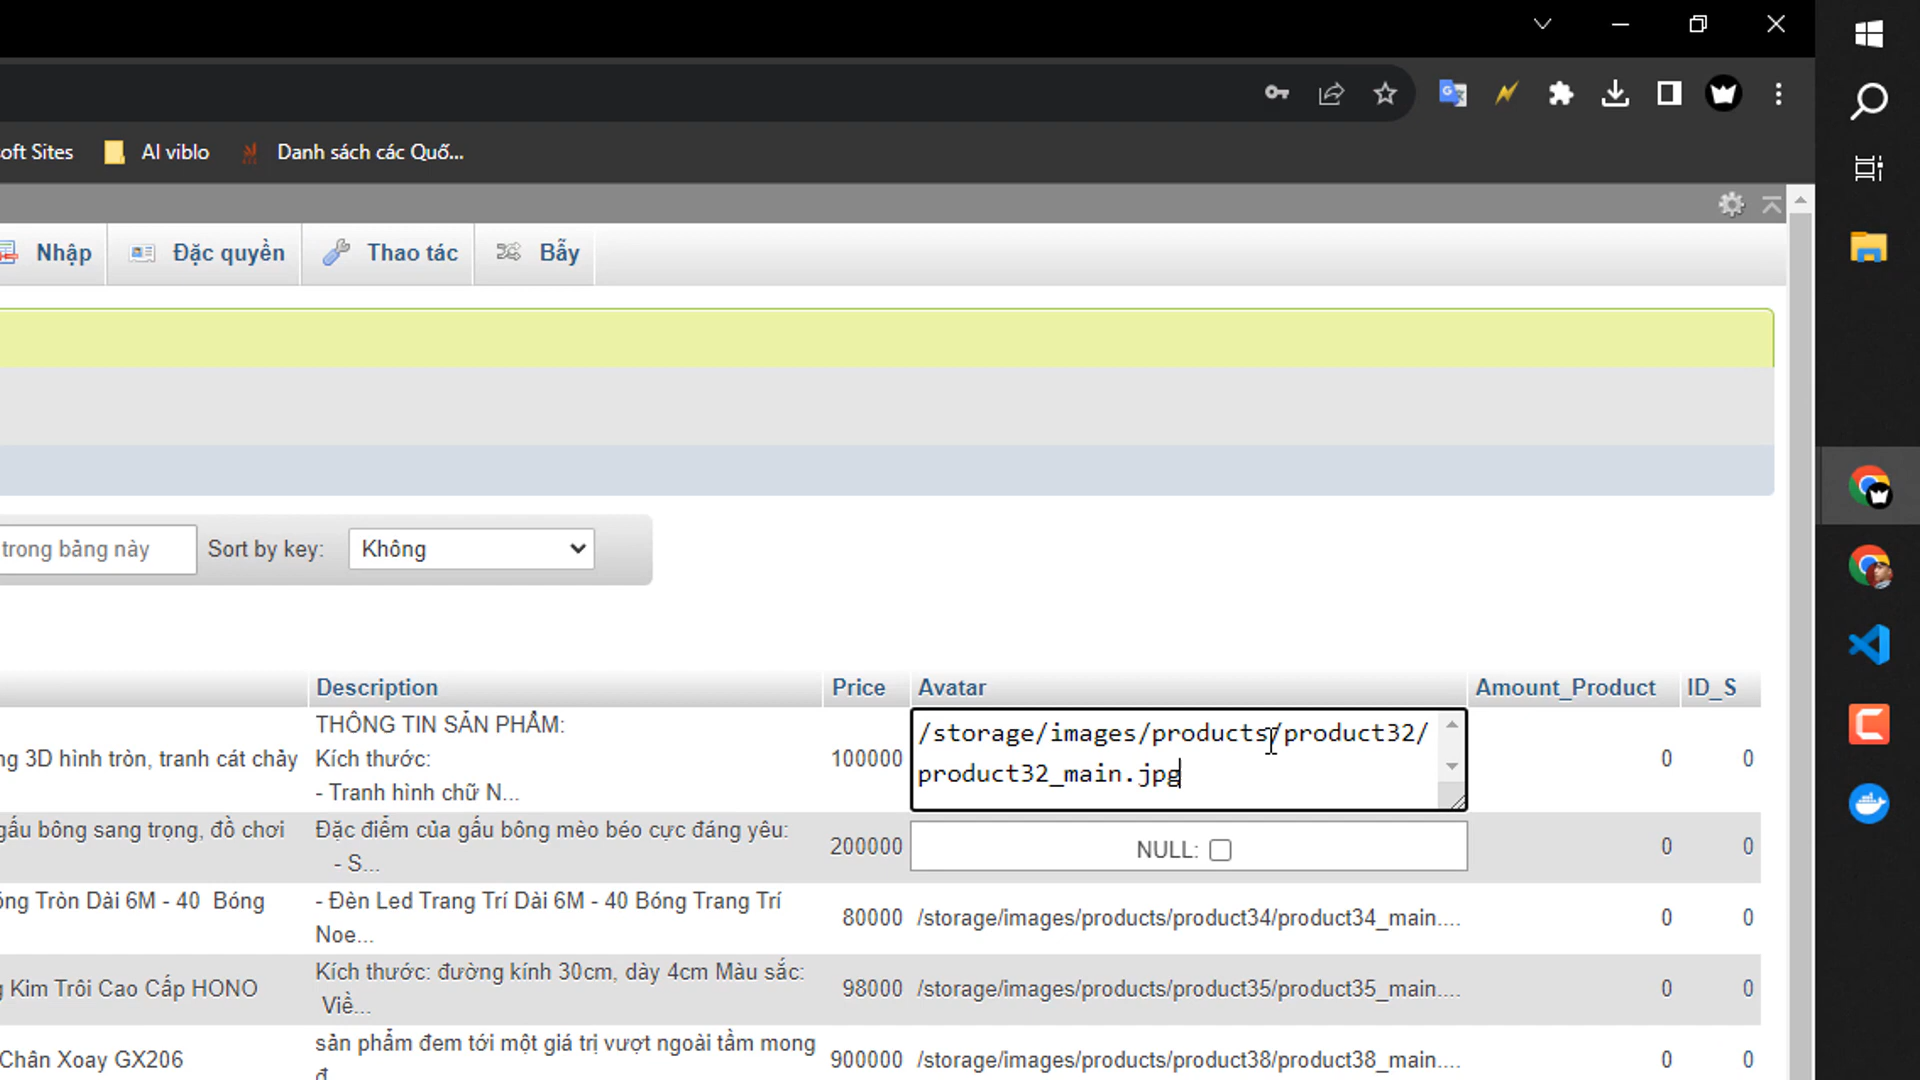 oft Sites AI viblo Danh sách các Quố...
Nhập Đặc quyền Thao tác Bẫy
trong bảng này Sort by key: Không
Description Price Avatar Amount_Product ID_S
THÔNG TIN SẢN PHẨM:
ng 3D hình tròn, tranh cát chảy Kích thước: 100000 /storage/images/products/product32/ 0 0
- Tranh hình chữ N... product32_main.jpg
gấu bông sang trọng, đồ chơi Đặc điểm của gấu bông mèo béo cực đáng yêu: 200000 NULL: 0 0
- S...
óng Tròn Dài 6M - 40 Bóng - Đèn Led Trang Trí Dài 6M - 40 Bóng Trang Trí 80000 /storage/images/products/product34/product34_main.... 0 0
Noe...
g Kim Trôi Cao Cấp HONO Kích thước: đường kính 30cm, dày 4cm Màu sắc: 98000 /storage/images/products/product35/product35_main.... 0 0
Viề...
Chân Xoay GX206 sản phẩm đem tới một giá trị vượt ngoài tầm mong 900000 /storage/images/products/product38/product38_main.... 0 0